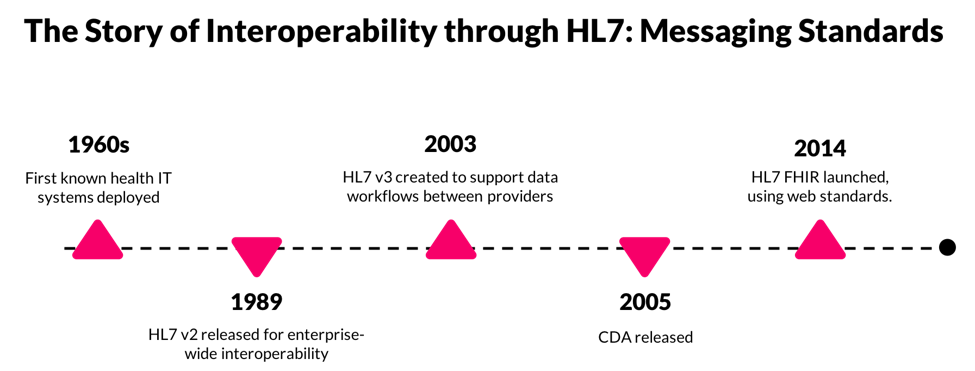 The Story of Interoperability through HL7: Messaging Standards
1960s
First known health IT
systems deployed
1989
HL7 v2 released for enterprise-
wide interoperability
2003
HL7 v3 created to support data
workflows between providers
2005
CDA released
2014
HL7 FHIR launched,
using web standards.